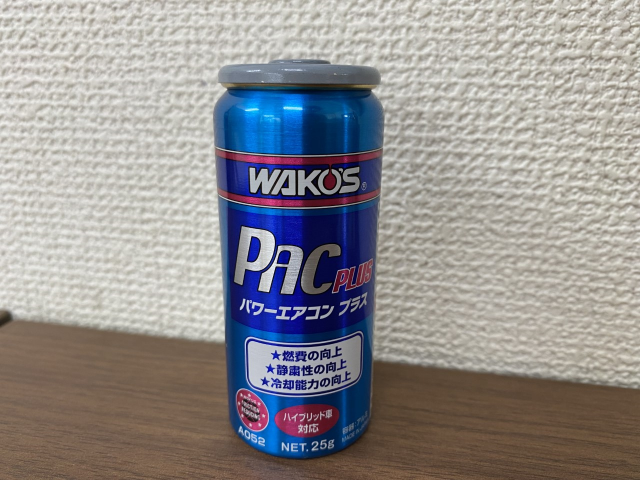 WAKO'S®
PAC PLUS
パワーエアコン プラス
★燃費の向上
★静粛性の向上
★冷却能力の向上
ハイブリッド車
対応
A052
NET. 25g